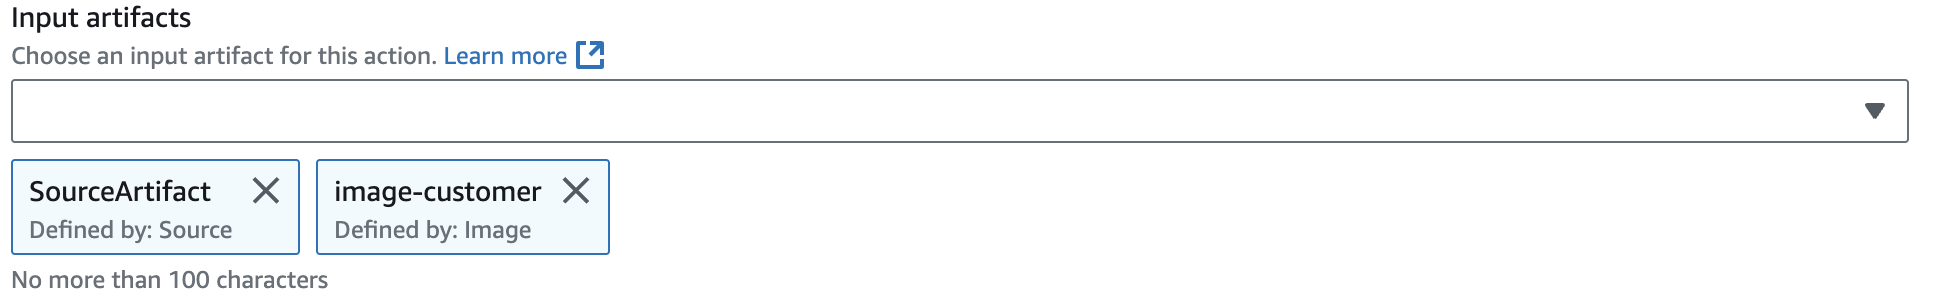 Input artifacts
Choose an input artifact for this action. Learn more
SourceArtifact
Defined by: Source
image-customer
Defined by: Image
No more than 100 characters